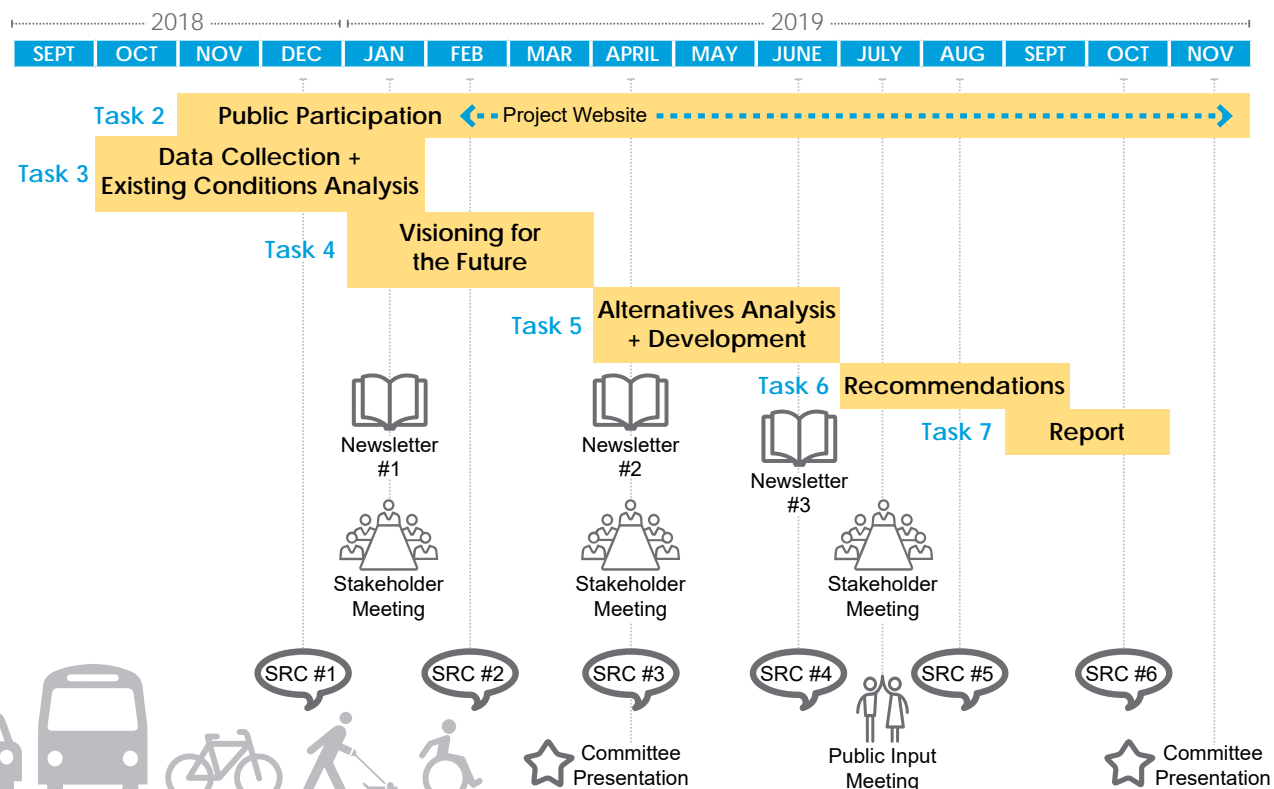 2018 2019
SEPT OCT NOV DEC JAN FEB MAR APRIL MAY JUNE JULY AUG SEPT OCT NOV
Task 2 Public Participation Project Website
Task 3 Data Collection +
Existing Conditions Analysis
Task 4 Visioning for
the Future
Task 5 Alternatives Analysis
+ Development
Task 6 Recommendations
Task 7 Report
Newsletter
#1
Newsletter
#2
Newsletter
#3
Stakeholder
Meeting
Stakeholder
Meeting
Stakeholder
Meeting
SRC #1 SRC #2 SRC #3 SRC #4 SRC #5 SRC #6
Committee
Presentation
Public Input
Meeting
Committee
Presentation